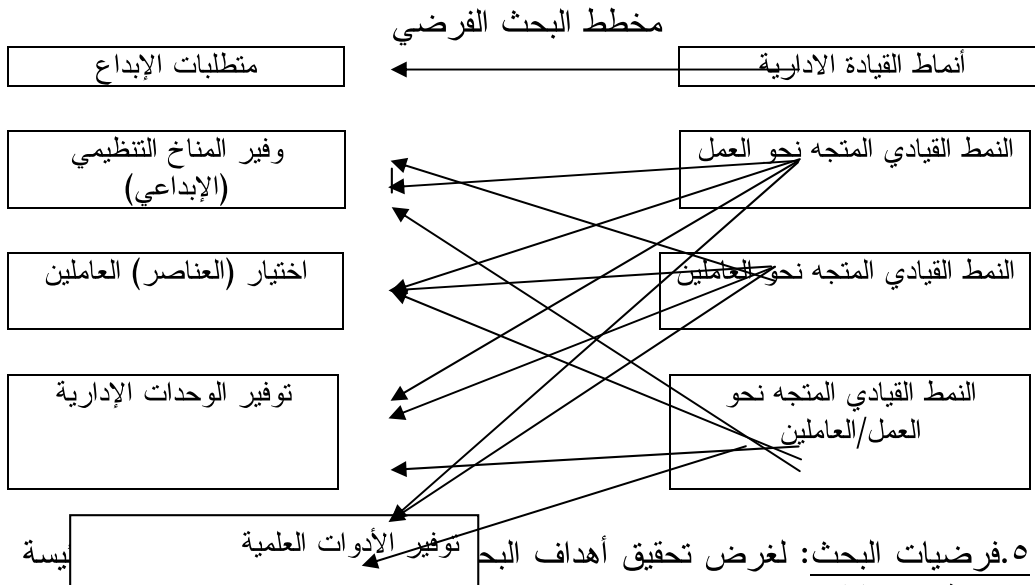 مخطط البحث الفرضي
أنماط القيادة الادارية
متطلبات الإبداع
النمط القيادي المتجه نحو العمل
وفير المناخ التنظيمي
(الإبداعي)
النمط القيادي المتجه نحو العاملين
اختيار (العناصر) العاملين
النمط القيادي المتجه نحو
العمل/العاملين
توفير الوحدات الإدارية
توفير الأدوات العلمية
٥.فرضيات البحث: لغرض تحقيق أهداف البحـ يسة